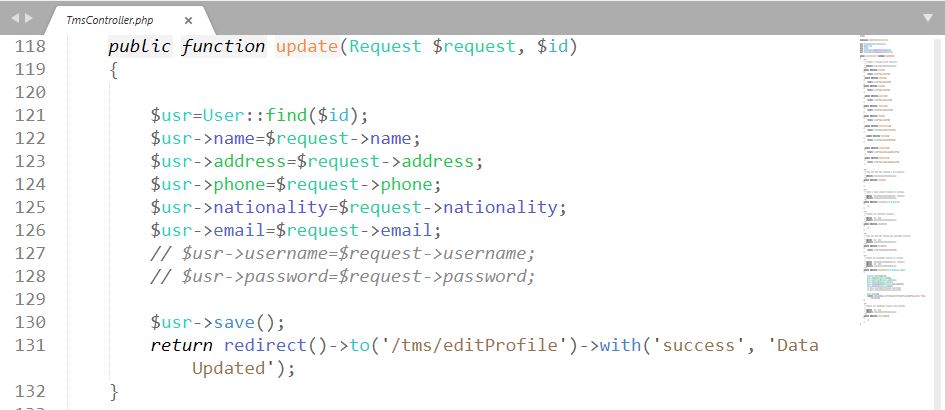 TmsController.php ×
118 public function update(Request $request, $id)
119 {
120
121 $usr=User::find($id);
122 $usr->name=$request->name;
123 $usr->address=$request->address;
124 $usr->phone=$request->phone;
125 $usr->nationality=$request->nationality;
126 $usr->email=$request->email;
127 // $usr->username=$request->username;
128 // $usr->password=$request->password;
129
130 $usr->save();
131 return redirect()->to('/tms/editProfile')->with('success', 'Data
Updated');
132 }